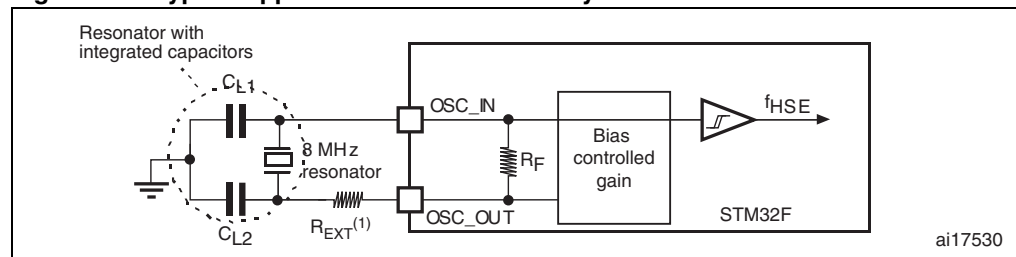 Resonator with
integrated capacitors
CL1
OSC_IN
fHSE
8 MHz
resonator
RF
Bias
controlled
gain
STM32F
OSC_OUT
REXT(1)
CL2
ai17530